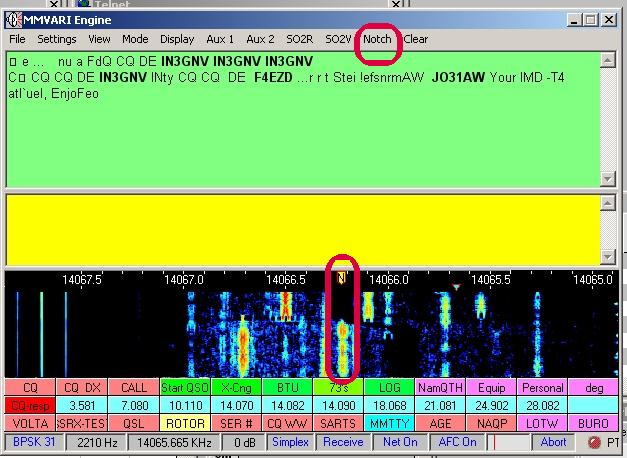 Telnet
MMVARI Engine
File Settings View Mode Display Aux 1 Aux 2 SO2R SO2V Notch Clear
e ... nu a FdQ CQ DE IN3GNV IN3GNV IN3GNV
CQ CQ DE IN3GNV INty CQ CQ DE F4EZD ...r r t Stei !efsnrmAW JO31AW Your IMD -T4
atl`uel, EnjoFeo
N
14067.5 14067.0 14066.5 14066.0 14065.5 14065.0
CQ CQ DX CALL Start QSO X-Cng BTU 73's LOG NamQTH Equip Personal deg
CQ resp 3.581 7.080 10.110 14.070 14.082 14.090 18.068 21.081 24.902 28.082
VOLTA SSRX-TES QSL ROTOR SER # CQ WW SARTS MMTTY AGE NAQP LOTW BURO
BPSK 31 2210 Hz 14065.665 KHz 0 dB Simplex Receive Net On AFC On Abort PT